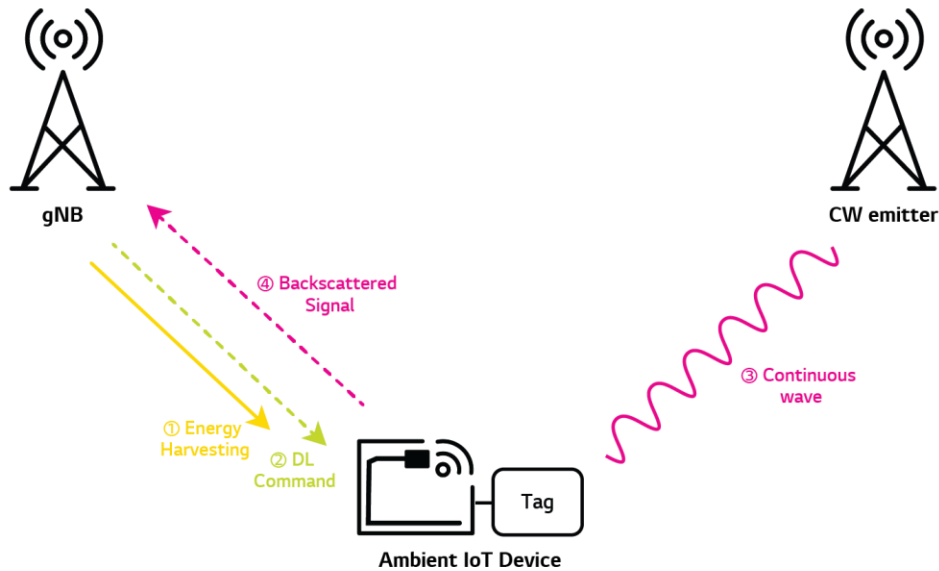 gNB
CW emitter
④ Backscattered
Signal
③ Continuous
wave
① Energy
Harvesting
② DL
Command
Tag
Ambient IoT Device